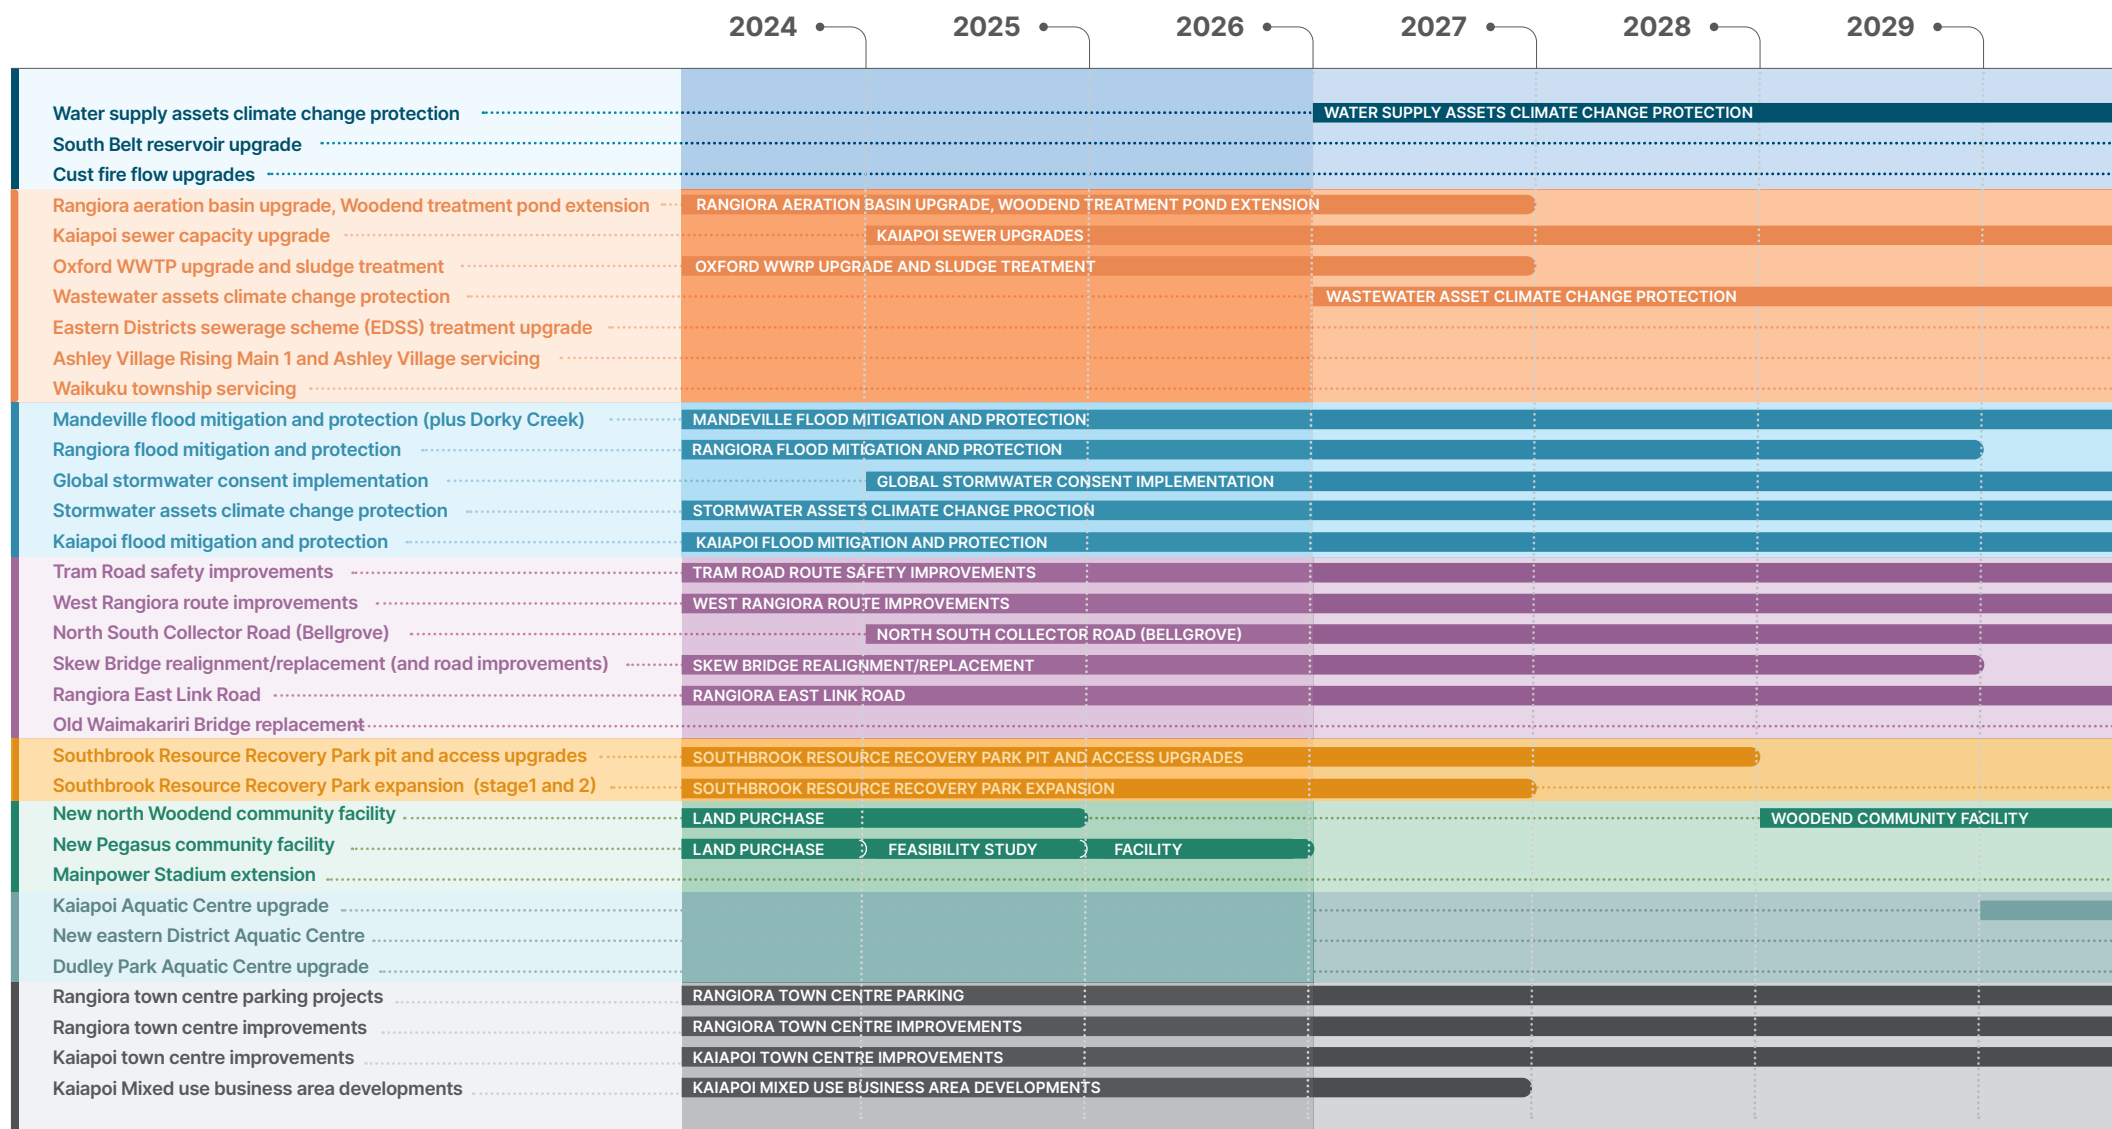 2024 2025 2026 2027 2028 2029
Water supply assets climate change protection WATER SUPPLY ASSETS CLIMATE CHANGE PROTECTION
South Belt reservoir upgrade
Cust fire flow upgrades
Rangiora aeration basin upgrade, Woodend treatment pond extension RANGIORA AERATION BASIN UPGRADE, WOODEND TREATMENT POND EXTENSION
Kaiapoi sewer capacity upgrade KAIAPOI SEWER UPGRADES
Oxford WWTP upgrade and sludge treatment OXFORD WWRP UPGRADE AND SLUDGE TREATMENT
Wastewater assets climate change protection WASTEWATER ASSET CLIMATE CHANGE PROTECTION
Eastern Districts sewerage scheme (EDSS) treatment upgrade
Ashley Village Rising Main 1 and Ashley Village servicing
Waikuku township servicing
Mandeville flood mitigation and protection (plus Dorky Creek) MANDEVILLE FLOOD MITIGATION AND PROTECTION
Rangiora flood mitigation and protection RANGIORA FLOOD MITIGATION AND PROTECTION
Global stormwater consent implementation GLOBAL STORMWATER CONSENT IMPLEMENTATION
Stormwater assets climate change protection STORMWATER ASSETS CLIMATE CHANGE PROCTION
Kaiapoi flood mitigation and protection KAIAPOI FLOOD MITIGATION AND PROTECTION
Tram Road safety improvements TRAM ROAD ROUTE SAFETY IMPROVEMENTS
West Rangiora route improvements WEST RANGIORA ROUTE IMPROVEMENTS
North South Collector Road (Bellgrove) NORTH SOUTH COLLECTOR ROAD (BELLGROVE)
Skew Bridge realignment/replacement (and road improvements) SKEW BRIDGE REALIGNMENT/REPLACEMENT
Rangiora East Link Road RANGIORA EAST LINK ROAD
Old Waimakariri Bridge replacement
Southbrook Resource Recovery Park pit and access upgrades SOUTHBROOK RESOURCE RECOVERY PARK PIT AND ACCESS UPGRADES
Southbrook Resource Recovery Park expansion (stage1 and 2) SOUTHBROOK RESOURCE RECOVERY PARK EXPANSION
New north Woodend community facility LAND PURCHASE WOODEND COMMUNITY FACILITY
New Pegasus community facility LAND PURCHASE FEASIBILITY STUDY FACILITY
Mainpower Stadium extension
Kaiapoi Aquatic Centre upgrade
New eastern District Aquatic Centre
Dudley Park Aquatic Centre upgrade
Rangiora town centre parking projects RANGIORA TOWN CENTRE PARKING
Rangiora town centre improvements RANGIORA TOWN CENTRE IMPROVEMENTS
Kaiapoi town centre improvements KAIAPOI TOWN CENTRE IMPROVEMENTS
Kaiapoi Mixed use business area developments KAIAPOI MIXED USE BUSINESS AREA DEVELOPMENTS